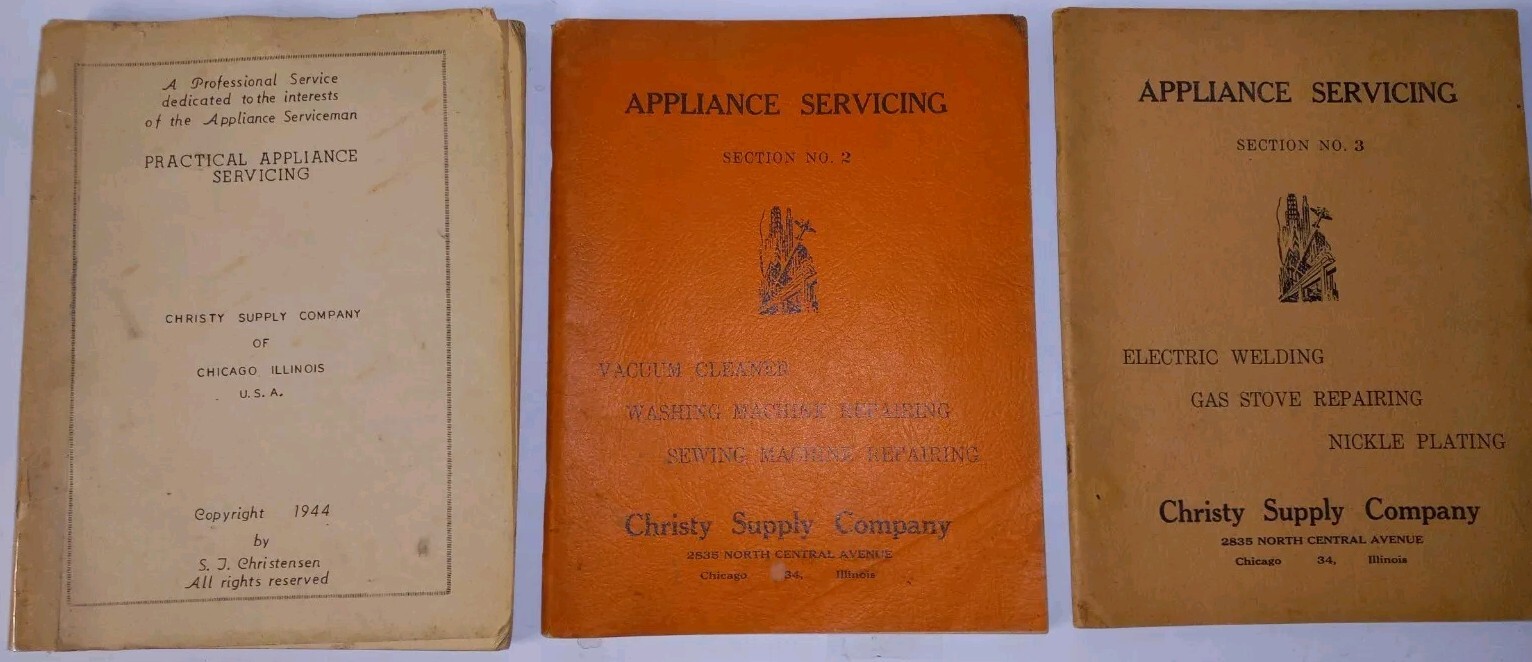 A Professional Service
dedicated to the interests
of the Appliance Serviceman
PRACTICAL APPLIANCE
SERVICING
CHRISTY SUPPLY COMPANY
OF
CHICAGO ILLINOIS
U.S.A.
Copyright 1944
by
S. J. Christensen
All rights reserved
APPLIANCE SERVICING
SECTION NO. 2
VACUUM CLEANER
WASHING MACHINE REPAIRING
SEWING MACHINE REPAIRING
Christy Supply Company
2835 NORTH CENTRAL AVENUE
Chicago 34, Illinois
APPLIANCE SERVICING
SECTION NO. 3
ELECTRIC WELDING
GAS STOVE REPAIRING
NICKLE PLATING
Christy Supply Company
2835 NORTH CENTRAL AVENUE
Chicago 34, Illinois